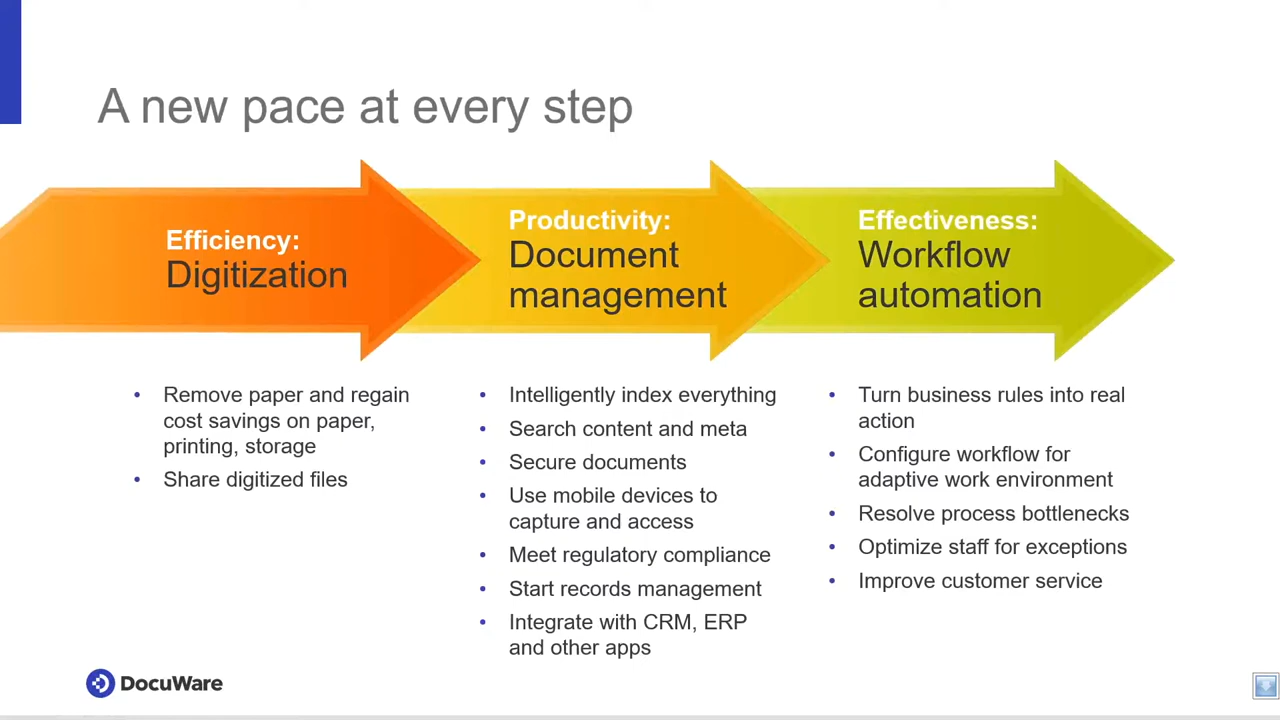 A new pace at every step
Efficiency:
Digitization
Productivity:
Document
management
Effectiveness:
Workflow
automation
• Remove paper and regain
cost savings on paper,
printing, storage
• Share digitized files
• Intelligently index everything
• Search content and meta
• Secure documents
• Use mobile devices to
capture and access
• Meet regulatory compliance
• Start records management
• Integrate with CRM, ERP
and other apps
• Turn business rules into real
action
• Configure workflow for
adaptive work environment
• Resolve process bottlenecks
• Optimize staff for exceptions
• Improve customer service
DocuWare